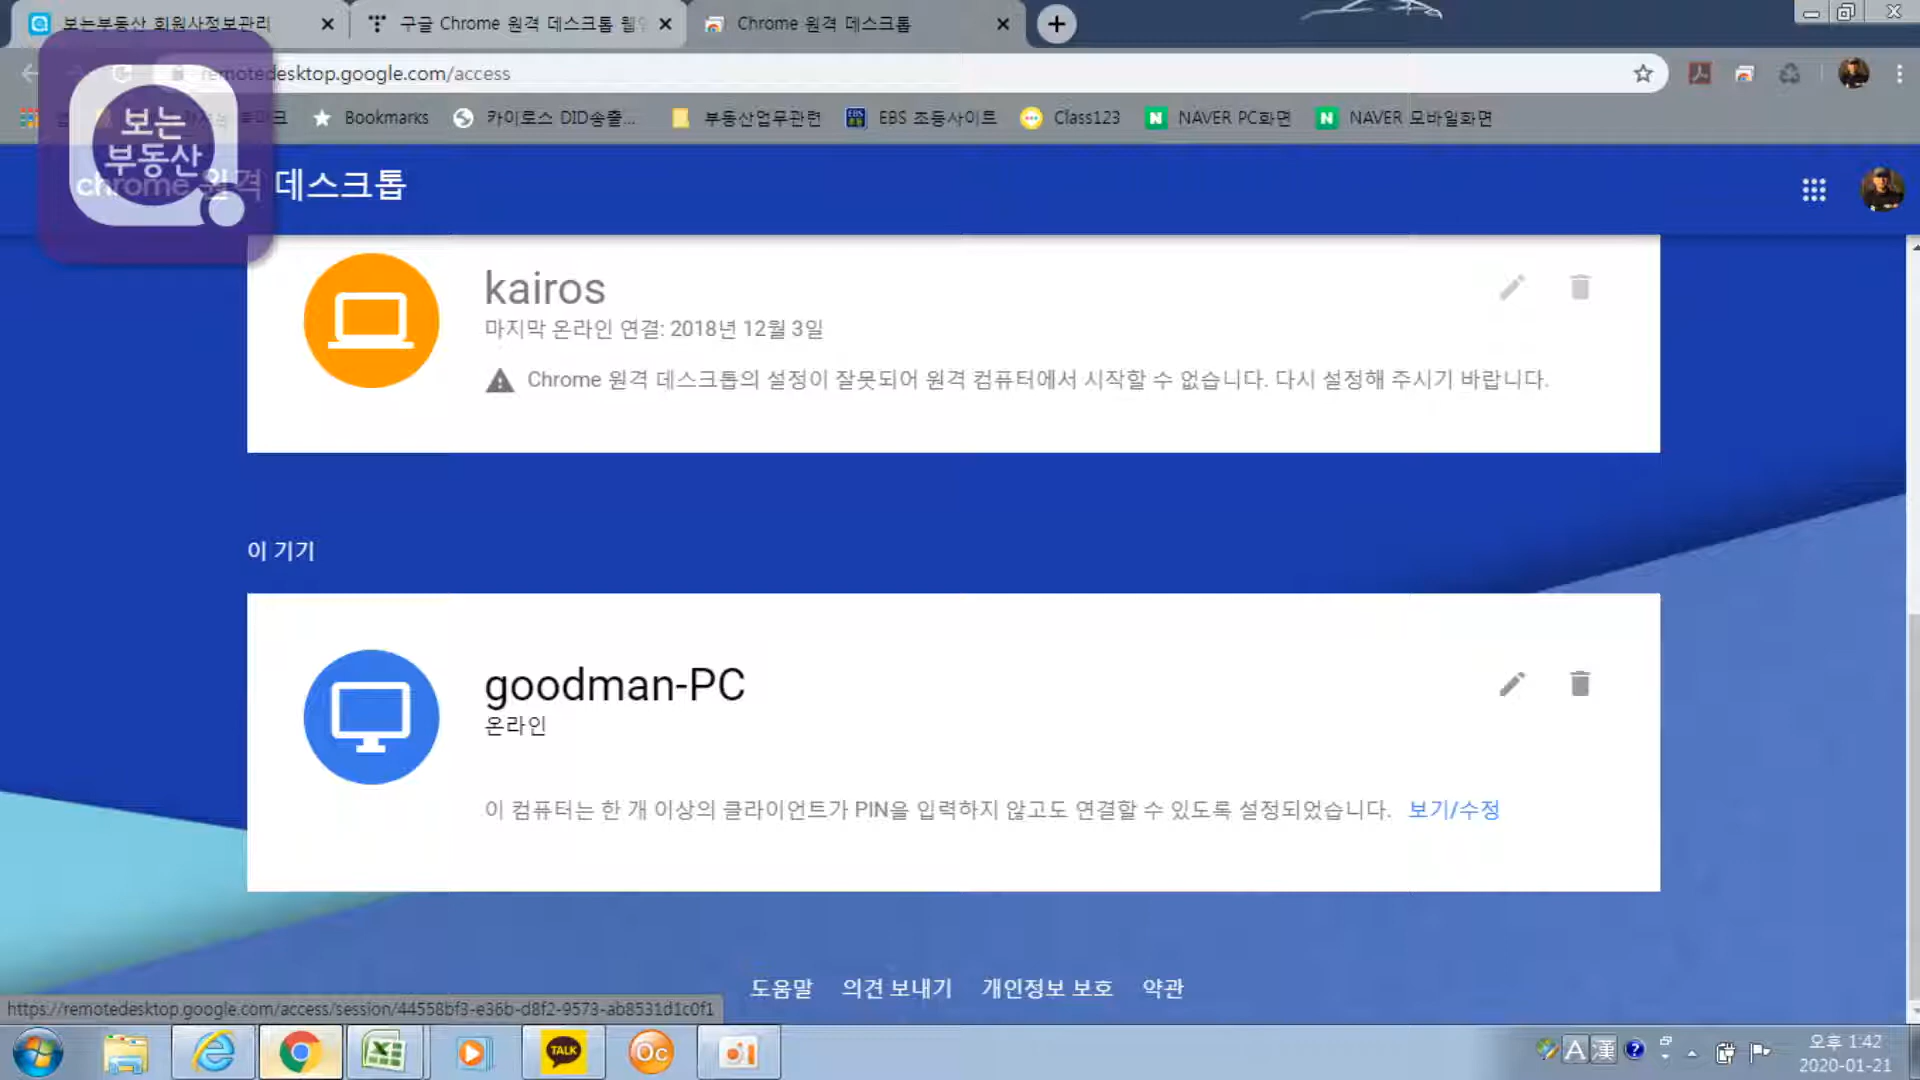 보는부동산 회원사정보관리
구글 Chrome 원격 데스크톱 웹
Chrome 원격 데스크톱
remotedesktop.google.com/access
Bookmarks
카이로스 DID송출...
부동산업무관련
EBS 초등사이트
Class123
NAVER PC화면
NAVER 모바일화면
보는
부동산
chrome 원격 데스크톱
kairos
마지막 온라인 연결: 2018년 12월 3일
Chrome 원격 데스크톱의 설정이 잘못되어 원격 컴퓨터에서 시작할 수 없습니다. 다시 설정해 주시기 바랍니다.
이 기기
goodman-PC
온라인
이 컴퓨터는 한 개 이상의 클라이언트가 PIN을 입력하지 않고도 연결할 수 있도록 설정되었습니다. 보기/수정
도움말 의견 보내기 개인정보 보호 약관
https://remotedesktop.google.com/access/session/44558bf3-e36b-d8f2-9573-ab8531d1c0f1
TALK
Oc
A 漢
오후 1:42
2020-01-21